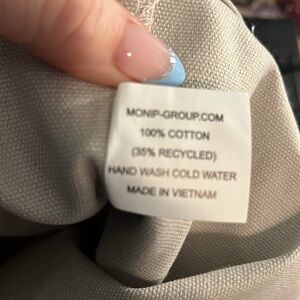 MONIP-GROUP.COM
100% COTTON
(35% RECYCLED)
HAND WASH COLD WATER
MADE IN VIETNAM